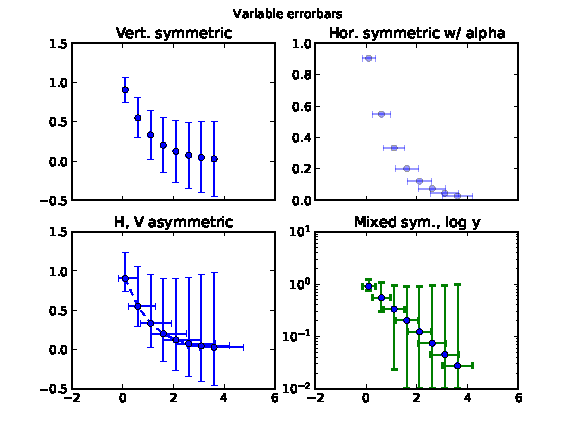 Variable errorbars
Vert. symmetric
Hor. symmetric w/ alpha
1.5
1.0
0.5
0.0
−0.5
1.0
0.8
0.6
0.4
0.2
0.0
H, V asymmetric
Mixed sym., log y
1.5
1.0
0.5
0.0
−0.5
−2 0 2 4 6
10¹
10⁰
10⁻¹
10⁻²
−2 0 2 4 6